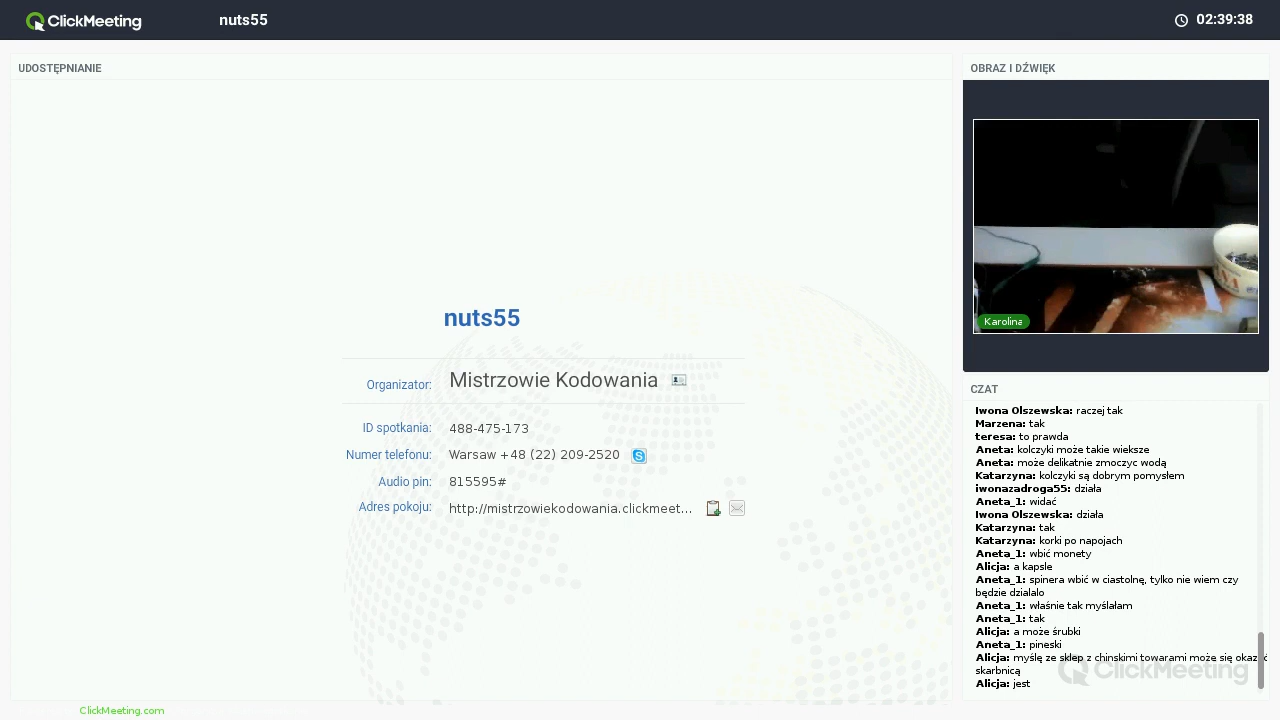 ClickMeeting
nuts55
02:39:38
UDOSTĘPNIANIE
nuts55
Organizator: Mistrzowie Kodowania
ID spotkania: 488-475-173
Numer telefonu: Warsaw +48 (22) 209-2520
Audio pin: 815595#
Adres pokoju: http://mistrzowiekodowania.clickmeet...
OBRAZ I DŹWIĘK
Karolina
CZAT
Iwona Olszewska: raczej tak
Marzena: tak
teresa: to prawda
Aneta: kolczyki może takie wieksze
Aneta: może delikatnie zmoczyc wodą
Katarzyna: kolczyki są dobrym pomysłem
iwonazadroga55: działa
Aneta_1: widać
Iwona Olszewska: działa
Katarzyna: tak
Katarzyna: korki po napojach
Aneta_1: wbić monety
Alicja: a kapsle
Aneta_1: spinera wbić w ciastolnę, tylko nie wiem czy
będzie dzialalo
Aneta_1: właśnie tak myślałam
Aneta_1: tak
Alicja: a może śrubki
Aneta_1: pineski
Alicja: myślę ze sklep z chinskimi towarami może się okazać
skarbnicą
Alicja: jest
ClickMeeting
ClickMeeting.com